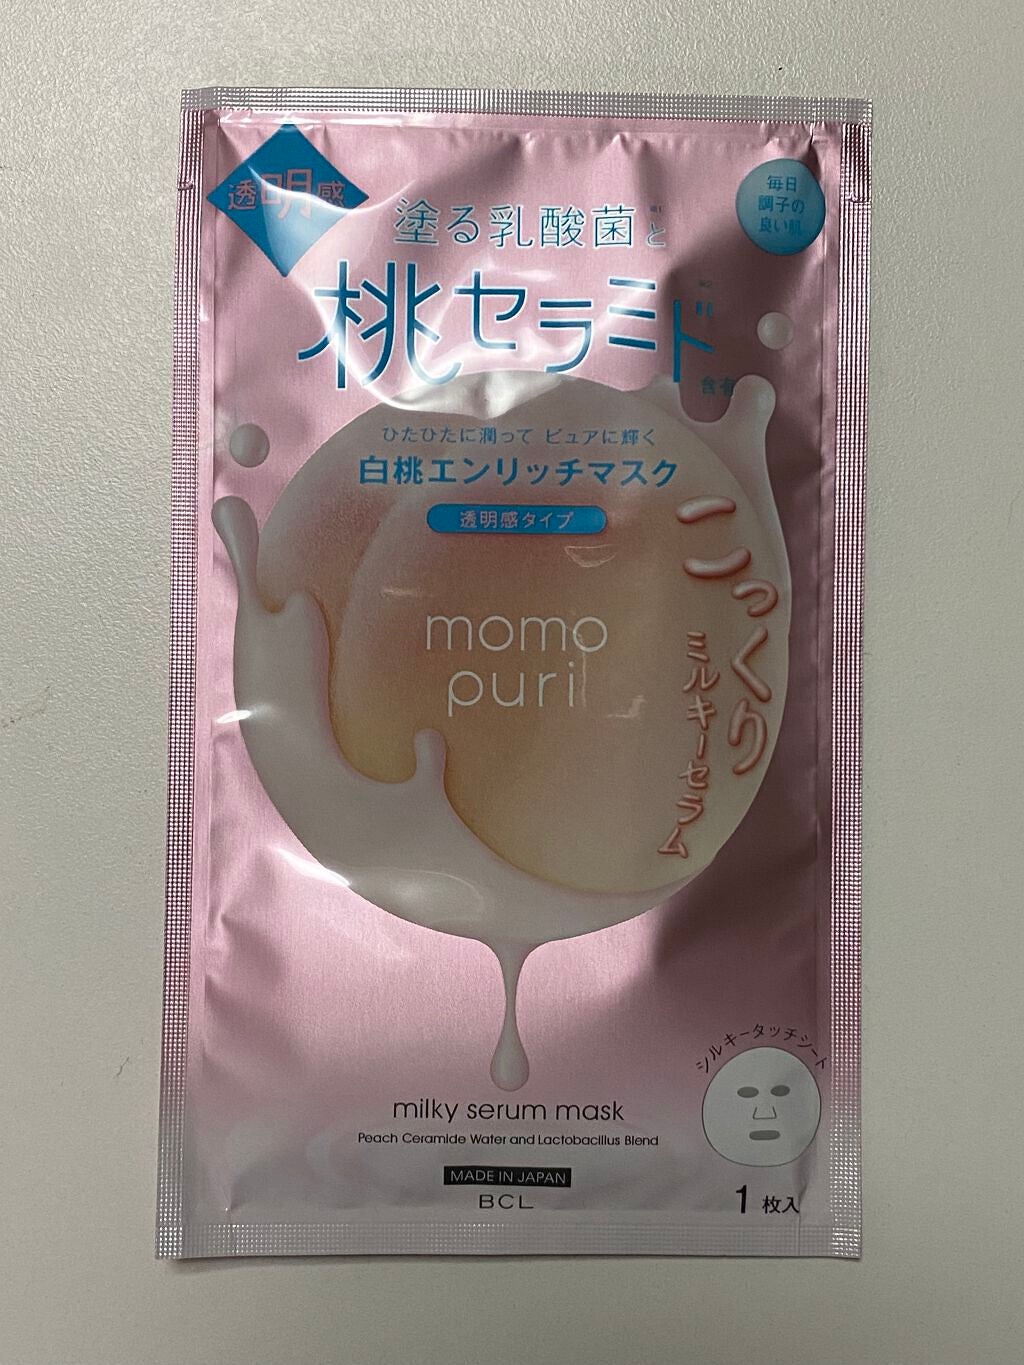 透明感
毎日
調子の
良い肌
塗る乳酸菌と
桃セラミド
含有
ひたひたに潤って ピュアに輝く
白桃エンリッチマスク
透明感タイプ
こっくり
ミルキーセラム
momo
puri
シルキータッチシート
milky serum mask
Peach Ceramide Water and Lactobacillus Blend
MADE IN JAPAN
BCL
1 枚入